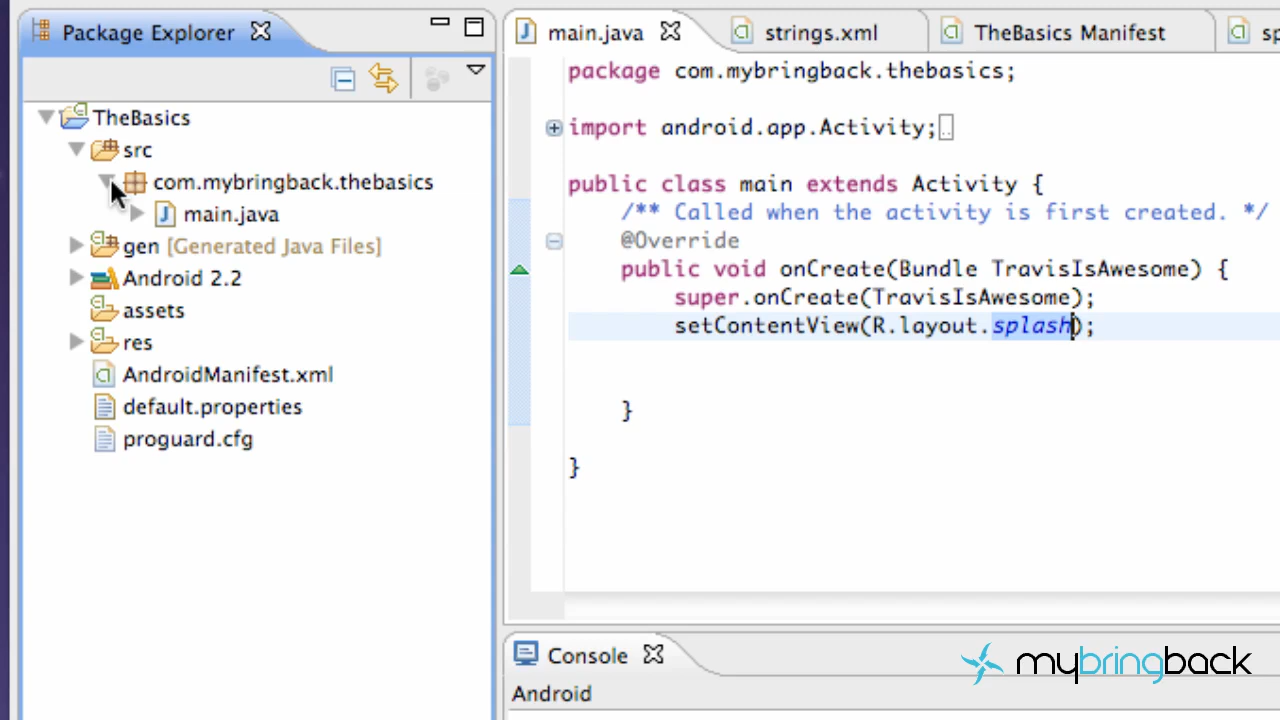 Package Explorer
TheBasics
src
com.mybringback.thebasics
main.java
gen [Generated Java Files]
Android 2.2
assets
res
AndroidManifest.xml
default.properties
proguard.cfg
main.java
strings.xml
TheBasics Manifest
sp
package com.mybringback.thebasics;
import android.app.Activity;
public class main extends Activity {
/** Called when the activity is first created. */
@Override
public void onCreate(Bundle TravisIsAwesome) {
super.onCreate(TravisIsAwesome);
setContentView(R.layout.splash);
}
}
Console
Android
mybringback